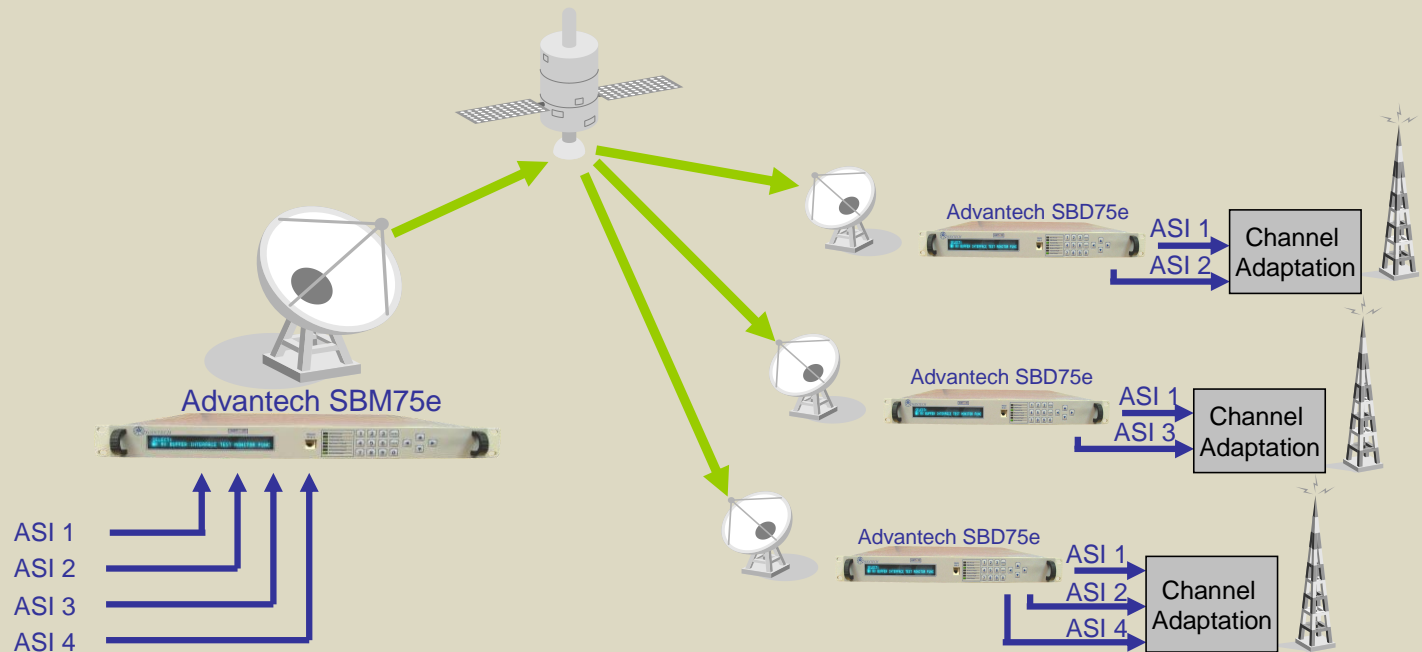 Advantech SBD75e
ASI 1
ASI 2
Channel
Adaptation
Advantech SBD75e
ASI 1
ASI 3
Channel
Adaptation
Advantech SBM75e
ASI 1
ASI 2
ASI 3
ASI 4
Advantech SBD75e
ASI 1
ASI 2
ASI 4
Channel
Adaptation